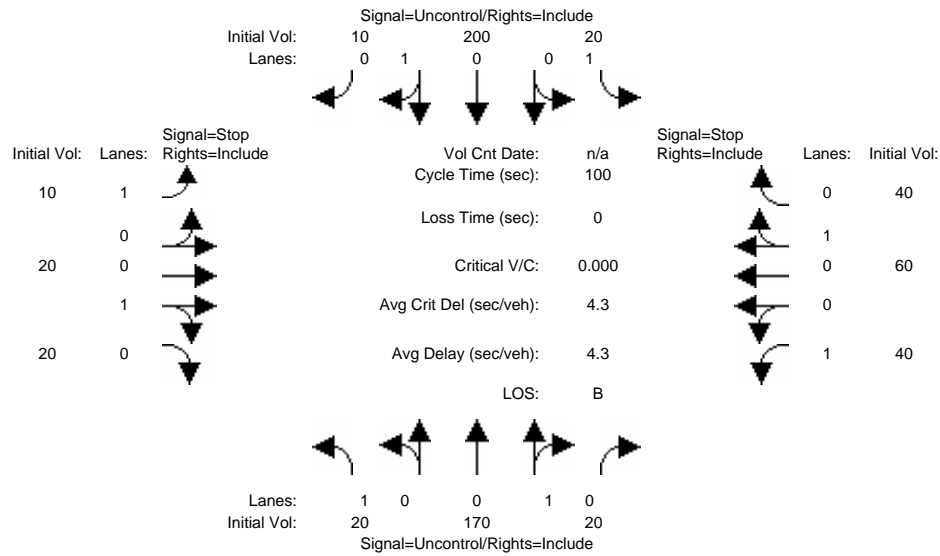 Signal=Uncontrol/Rights=Include
Initial Vol: 10 200 20
Lanes: 0 1 0 0 1
Signal=Stop Signal=Stop
Initial Vol: Lanes: Rights=Include Vol Cnt Date: n/a Rights=Include Lanes: Initial Vol:
Cycle Time (sec): 100
10 1 0 40
Loss Time (sec): 0
0 1
20 0 Critical V/C: 0.000 0 60
1 Avg Crit Del (sec/veh): 4.3 0
20 0 Avg Delay (sec/veh): 4.3 1 40
LOS: B
Lanes: 1 0 0 1 0
Initial Vol: 20 170 20
Signal=Uncontrol/Rights=Include